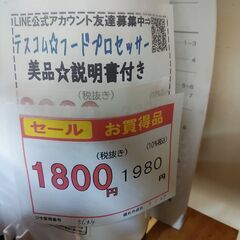 LINE公式アカウント友達募集中⇒
テスコム☆フードプロセッサー
美品☆説明書付き
(税抜き)
セール お買得品
(税抜き) (10%税込)
1800円 1980円